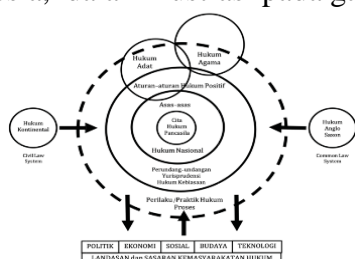 Hukum
Adat
Hukum
Agama
Aturan-aturan Hukum Positif
Asas-asas
Cita
Hukum
Pancasila
Hukum Nasional
Perundang-undangan
Yurisprudensi
Hukum Kebiasaan
Perilaku/Praktik Hukum
Proses
Hukum
Kontinental
Civil Law
System
Hukum
Anglo
Saxon
Common Law
System
POLITIK EKONOMI SOSIAL BUDAYA TEKNOLOGI
LANDASAN dan SASARAN KEMASYARAKATAN HUKUM